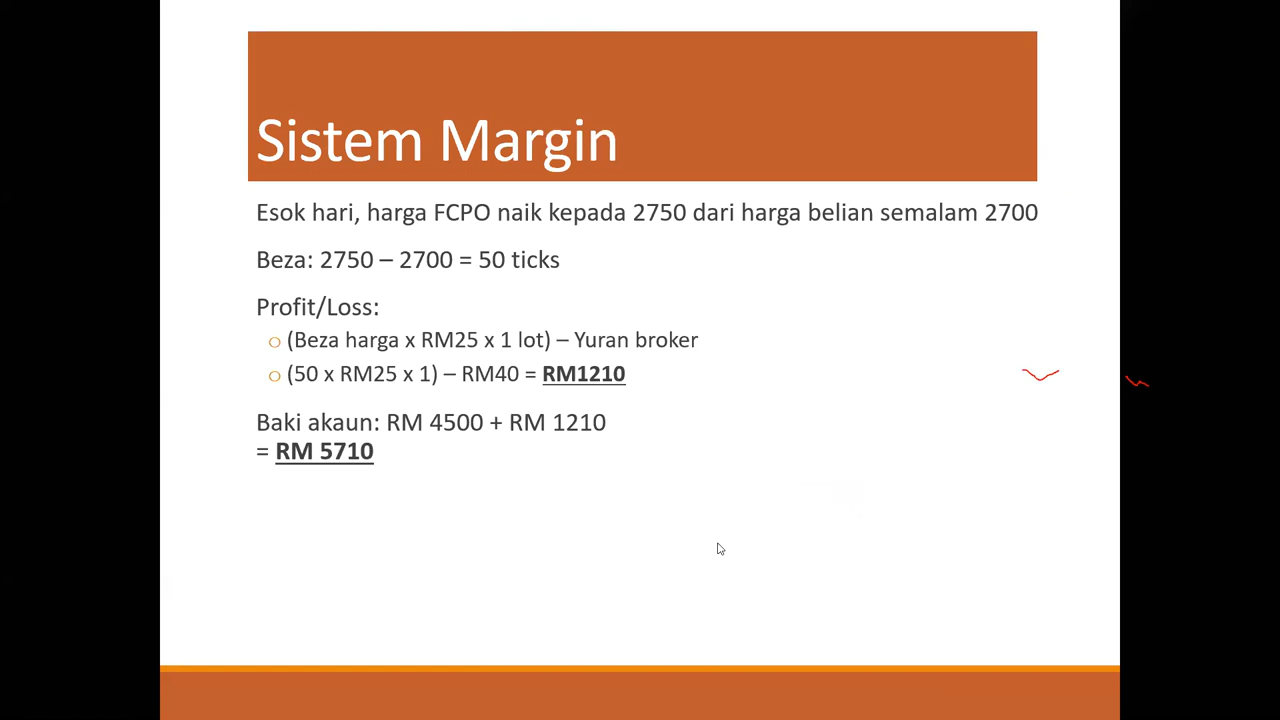 Sistem Margin
Esok hari, harga FCPO naik kepada 2750 dari harga belian semalam 2700
Beza: 2750 – 2700 = 50 ticks
Profit/Loss:
(Beza harga x RM25 x 1 lot) – Yuran broker
(50 x RM25 x 1) – RM40 = RM1210
Baki akaun: RM 4500 + RM 1210
= RM 5710